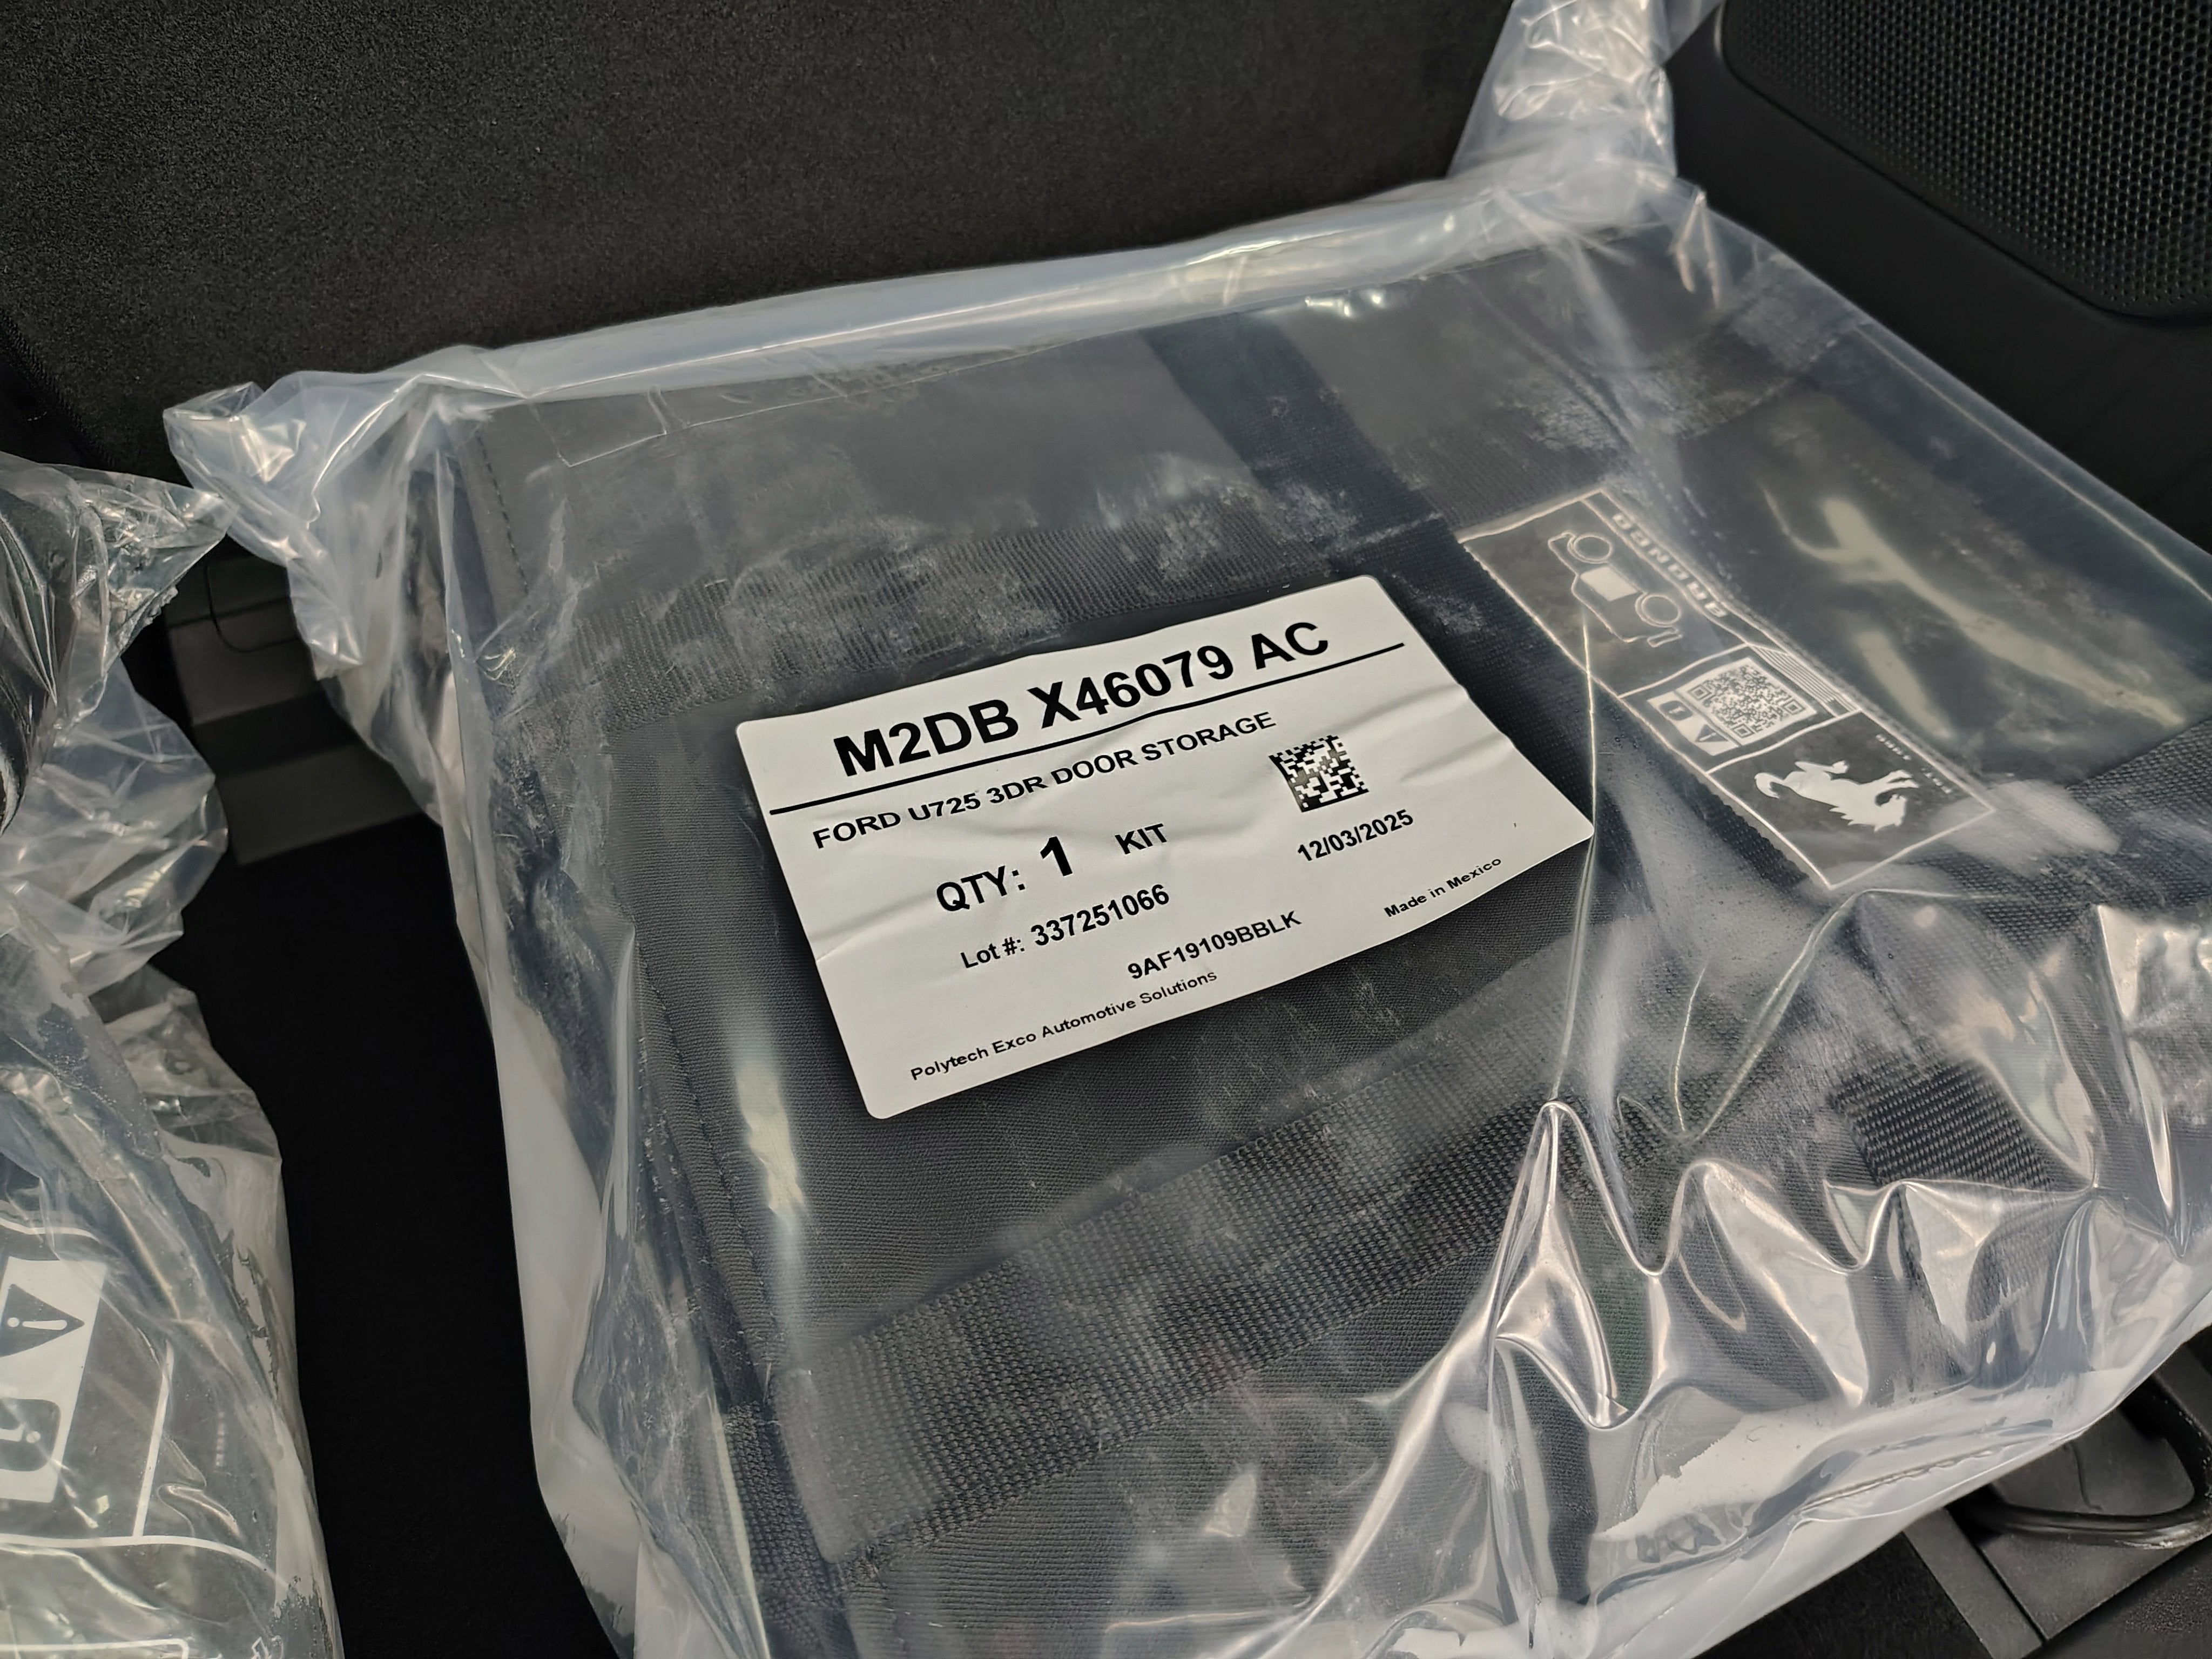 M2DB X46079 AC
FORD U725 3DR DOOR STORAGE
QTY: 1 KIT
12/03/2025
Lot #: 337251066
9AF19109BBLK
Made in Mexico
Polytech Exco Automotive Solutions
BRONCO